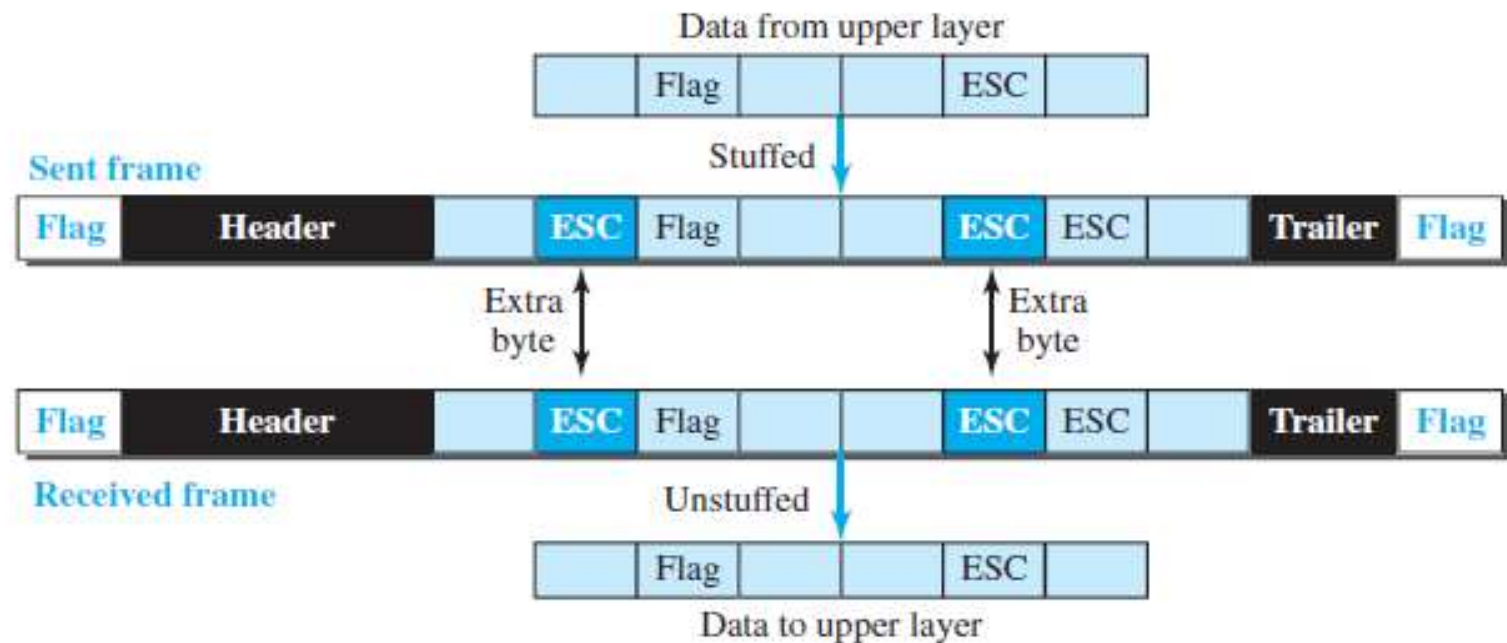 Data from upper layer
Flag ESC
Stuffed
Sent frame
Flag Header ESC Flag ESC ESC Trailer Flag
Extra byte
Extra byte
Flag Header ESC Flag ESC ESC Trailer Flag
Received frame
Unstuffed
Flag ESC
Data to upper layer